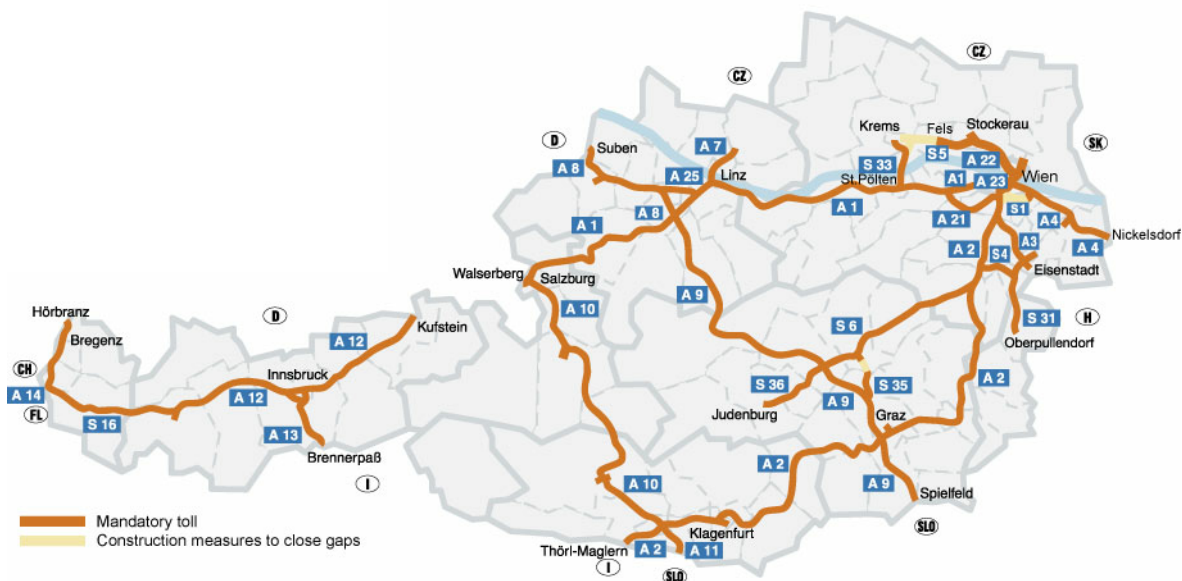 CZ
CZ
Krems
Fels
Stockerau
D
Suben
A 7
SK
A 8
S 33
S 5
A 22
A 25
Linz
St.Pölten
A1
A 23
Wien
A 8
A 1
S1
A 1
A 21
A4
Nickelsdorf
A 2
S4
A3
A 4
Walserberg
Salzburg
Eisenstadt
A 10
A 9
Hörbranz
D
S 6
S 31
H
Bregenz
A 12
Kufstein
Oberpullendorf
CH
Innsbruck
A 14
A 12
S 36
S 35
A 2
FL
S 16
Judenburg
A 9
Graz
A 13
Brennerpaß
A 2
I
A 10
A 9
Spielfeld
Mandatory toll
SLO
Construction measures to close gaps
Klagenfurt
Thörl-Maglern
A 2
A 11
I
SLO